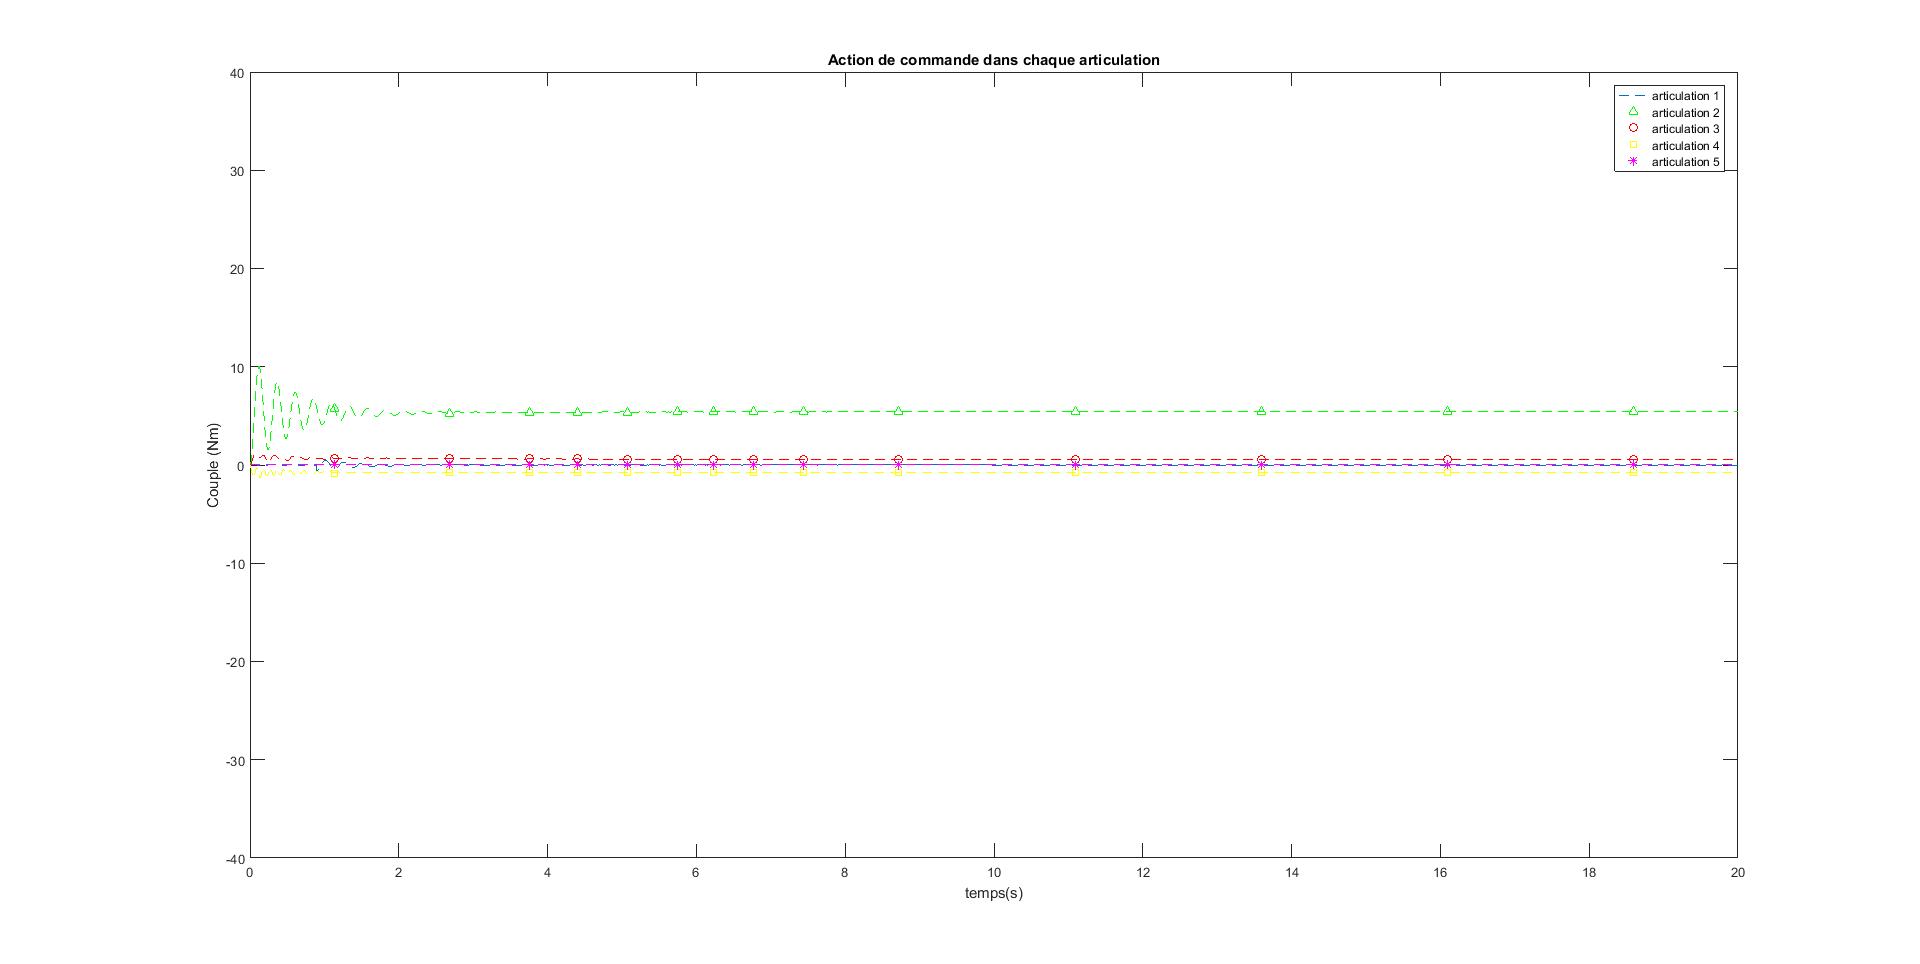 Action de commande dans chaque articulation
40
30
20
10
0
-10
-20
-30
-40
Couple (Nm)
articulation 1
articulation 2
articulation 3
articulation 4
articulation 5
0 2 4 6 8 10 12 14 16 18 20
temps(s)